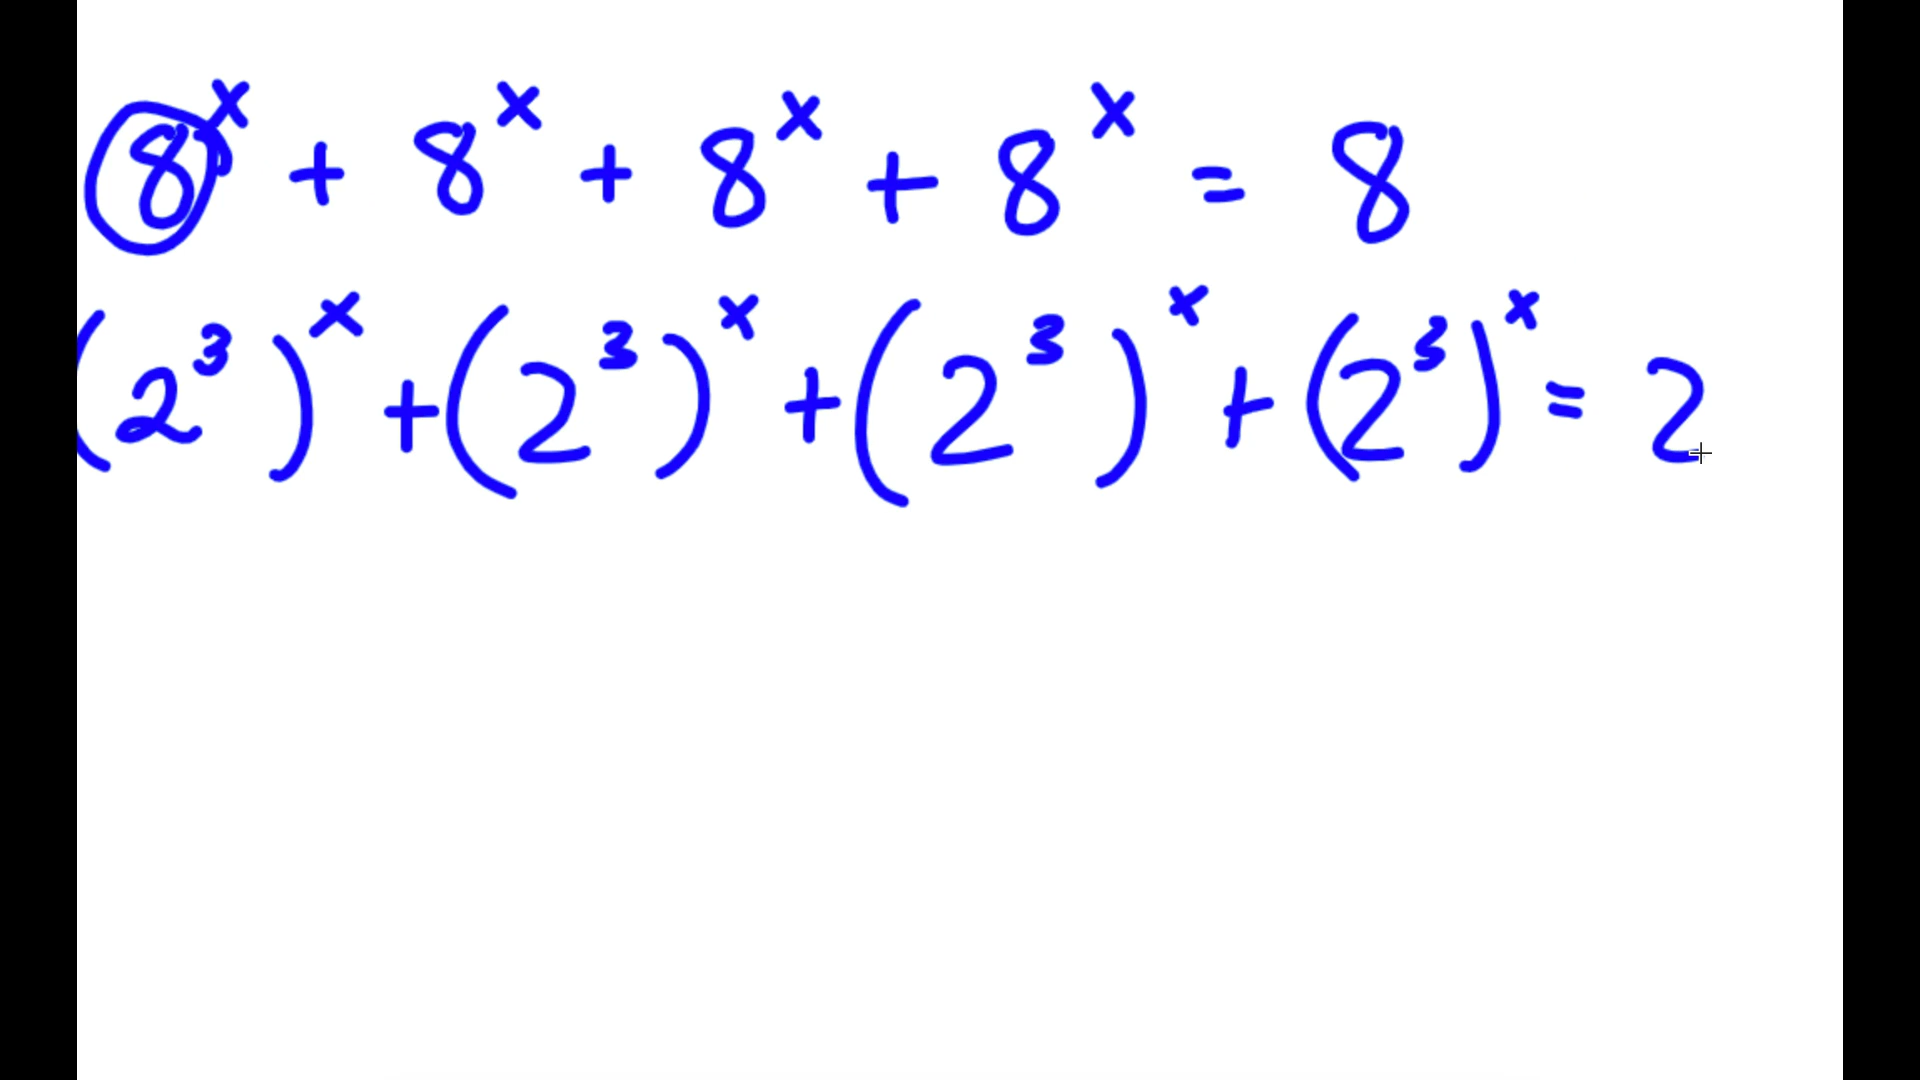 8^x + 8^x + 8^x + 8^x = 8
(2^3)^x + (2^3)^x + (2^3)^x + (2^3)^x = 2